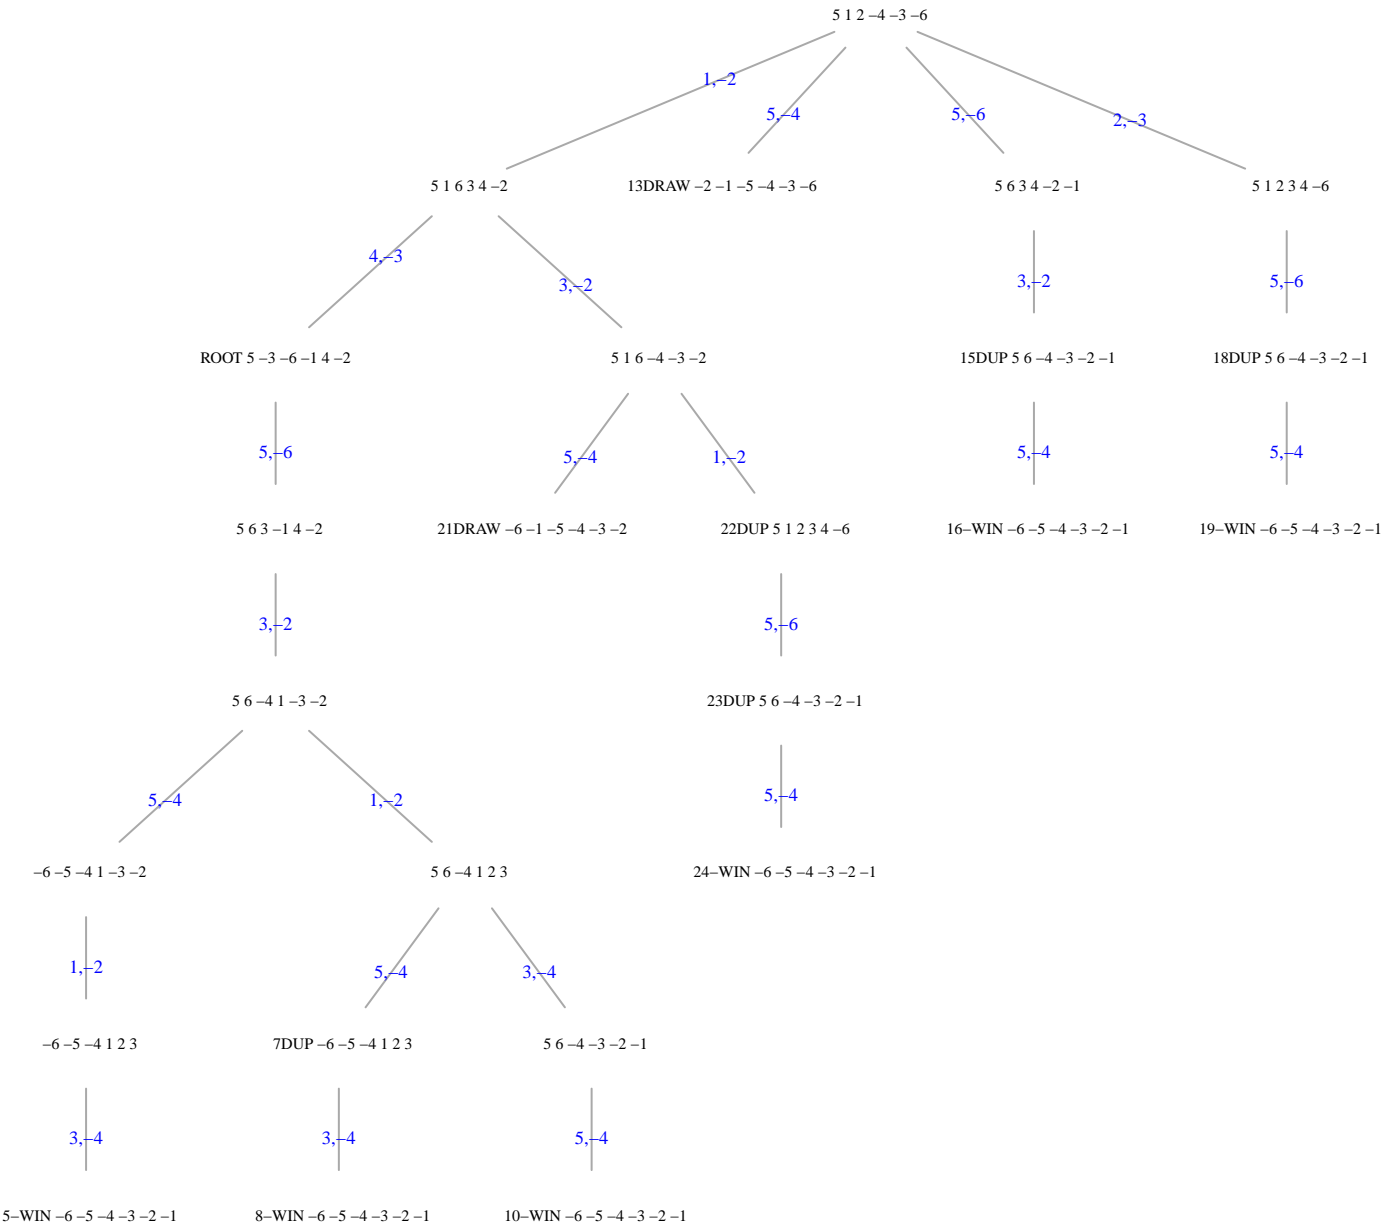 5 1 2 –4 –3 –6
1,–2
5,–4
5,–6
2,–3
5 1 6 3 4 –2
13DRAW –2 –1 –5 –4 –3 –6
5 6 3 4 –2 –1
5 1 2 3 4 –6
4,–3
3,–2
3,–2
5,–6
ROOT 5 –3 –6 –1 4 –2
5 1 6 –4 –3 –2
15DUP 5 6 –4 –3 –2 –1
18DUP 5 6 –4 –3 –2 –1
5,–6
5,–4
1,–2
5,–4
5,–4
5 6 3 –1 4 –2
21DRAW –6 –1 –5 –4 –3 –2
22DUP 5 1 2 3 4 –6
16–WIN –6 –5 –4 –3 –2 –1
19–WIN –6 –5 –4 –3 –2 –1
3,–2
5,–6
5 6 –4 1 –3 –2
23DUP 5 6 –4 –3 –2 –1
5,–4
1,–2
5,–4
–6 –5 –4 1 –3 –2
5 6 –4 1 2 3
24–WIN –6 –5 –4 –3 –2 –1
1,–2
5,–4
3,–4
–6 –5 –4 1 2 3
7DUP –6 –5 –4 1 2 3
5 6 –4 –3 –2 –1
3,–4
3,–4
5,–4
5–WIN –6 –5 –4 –3 –2 –1
8–WIN –6 –5 –4 –3 –2 –1
10–WIN –6 –5 –4 –3 –2 –1